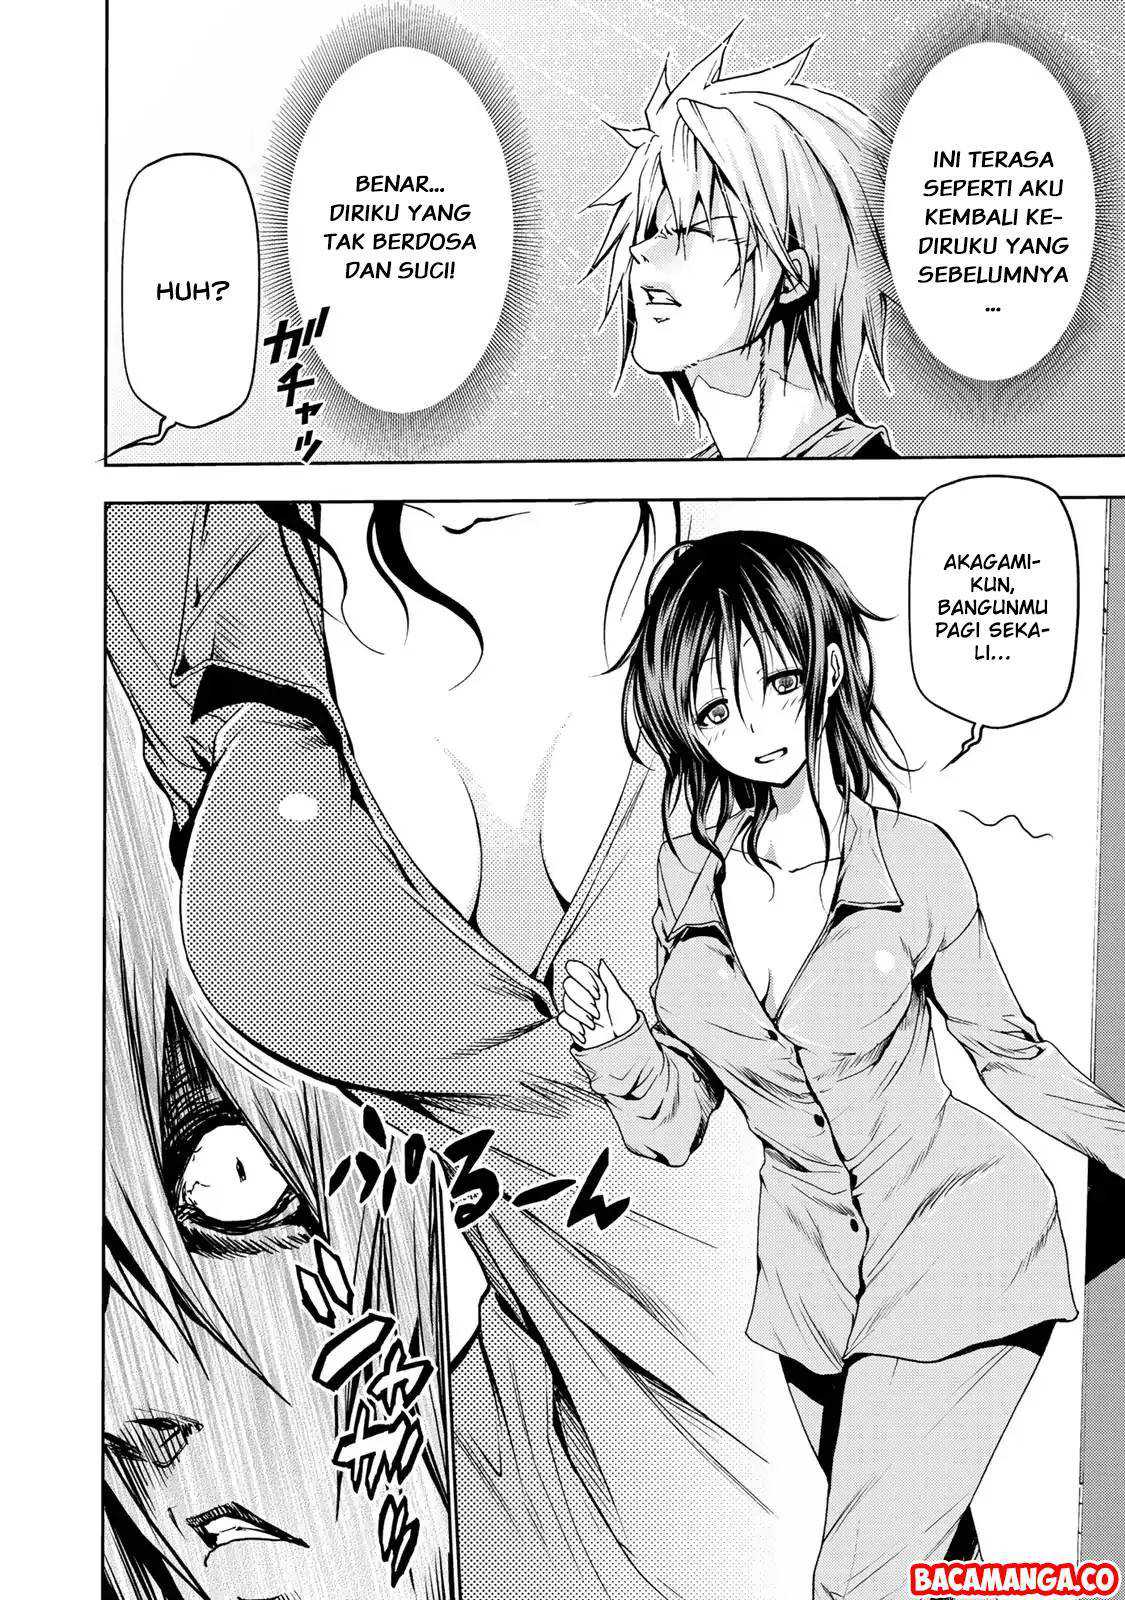 INI TERASA
SEPERTI AKU
KEMBALI KE-
DIRUKU YANG
SEBELUMNYA
...
BENAR...
DIRIKU YANG
TAK BERDOSA
DAN SUCI!
ガチャッ
HUH?
AKAGAMI-
KUN,
BANGUNMU
PAGI SEKA-
LI...
ぷるーん
BACAMANGA.CO